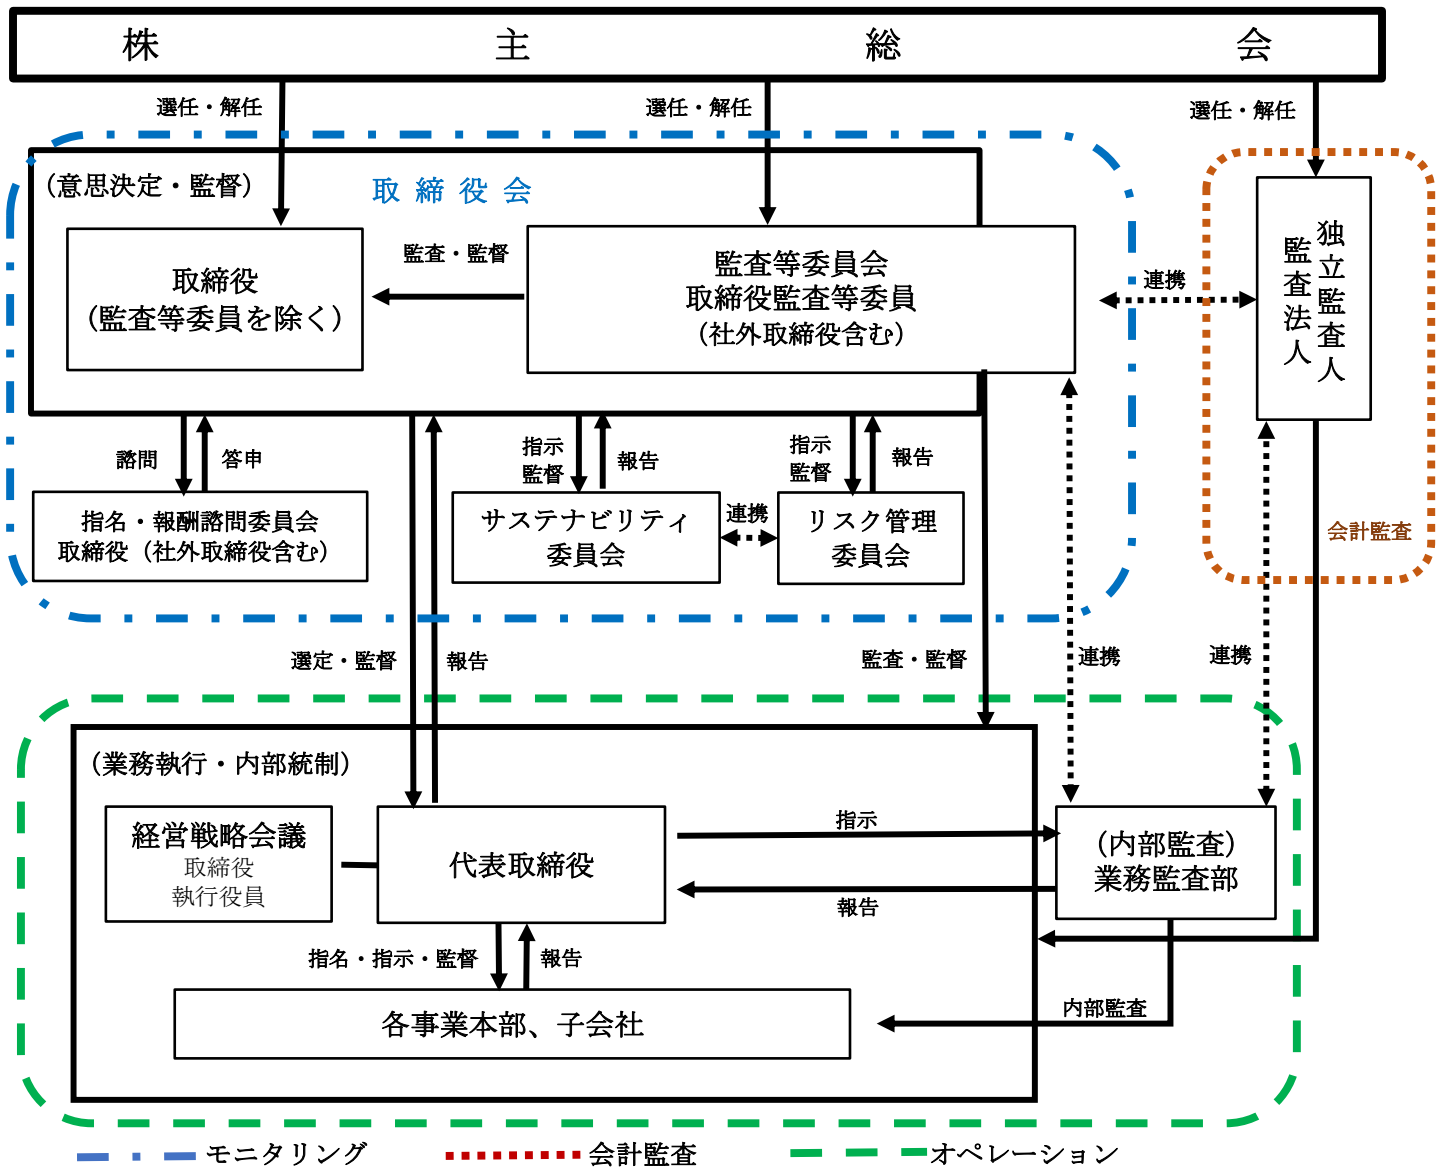 株主総会
選任・解任
選任・解任
選任・解任
(意思決定・監督)
取締役会
取締役
(監査等委員を除く)
監査・監督
監査等委員会
取締役監査等委員
(社外取締役含む)
連携
独立監査人
監査法人
諮問
答申
指示
監督
報告
指示
監督
報告
指名・報酬諮問委員会
取締役(社外取締役含む)
サステナビリティ
委員会
連携
リスク管理
委員会
会計監査
選定・監督
報告
監査・監督
連携
連携
(業務執行・内部統制)
経営戦略会議
取締役
執行役員
代表取締役
指示
報告
(内部監査)
業務監査部
指名・指示・監督
報告
内部監査
各事業本部、子会社
モニタリング
会計監査
オペレーション